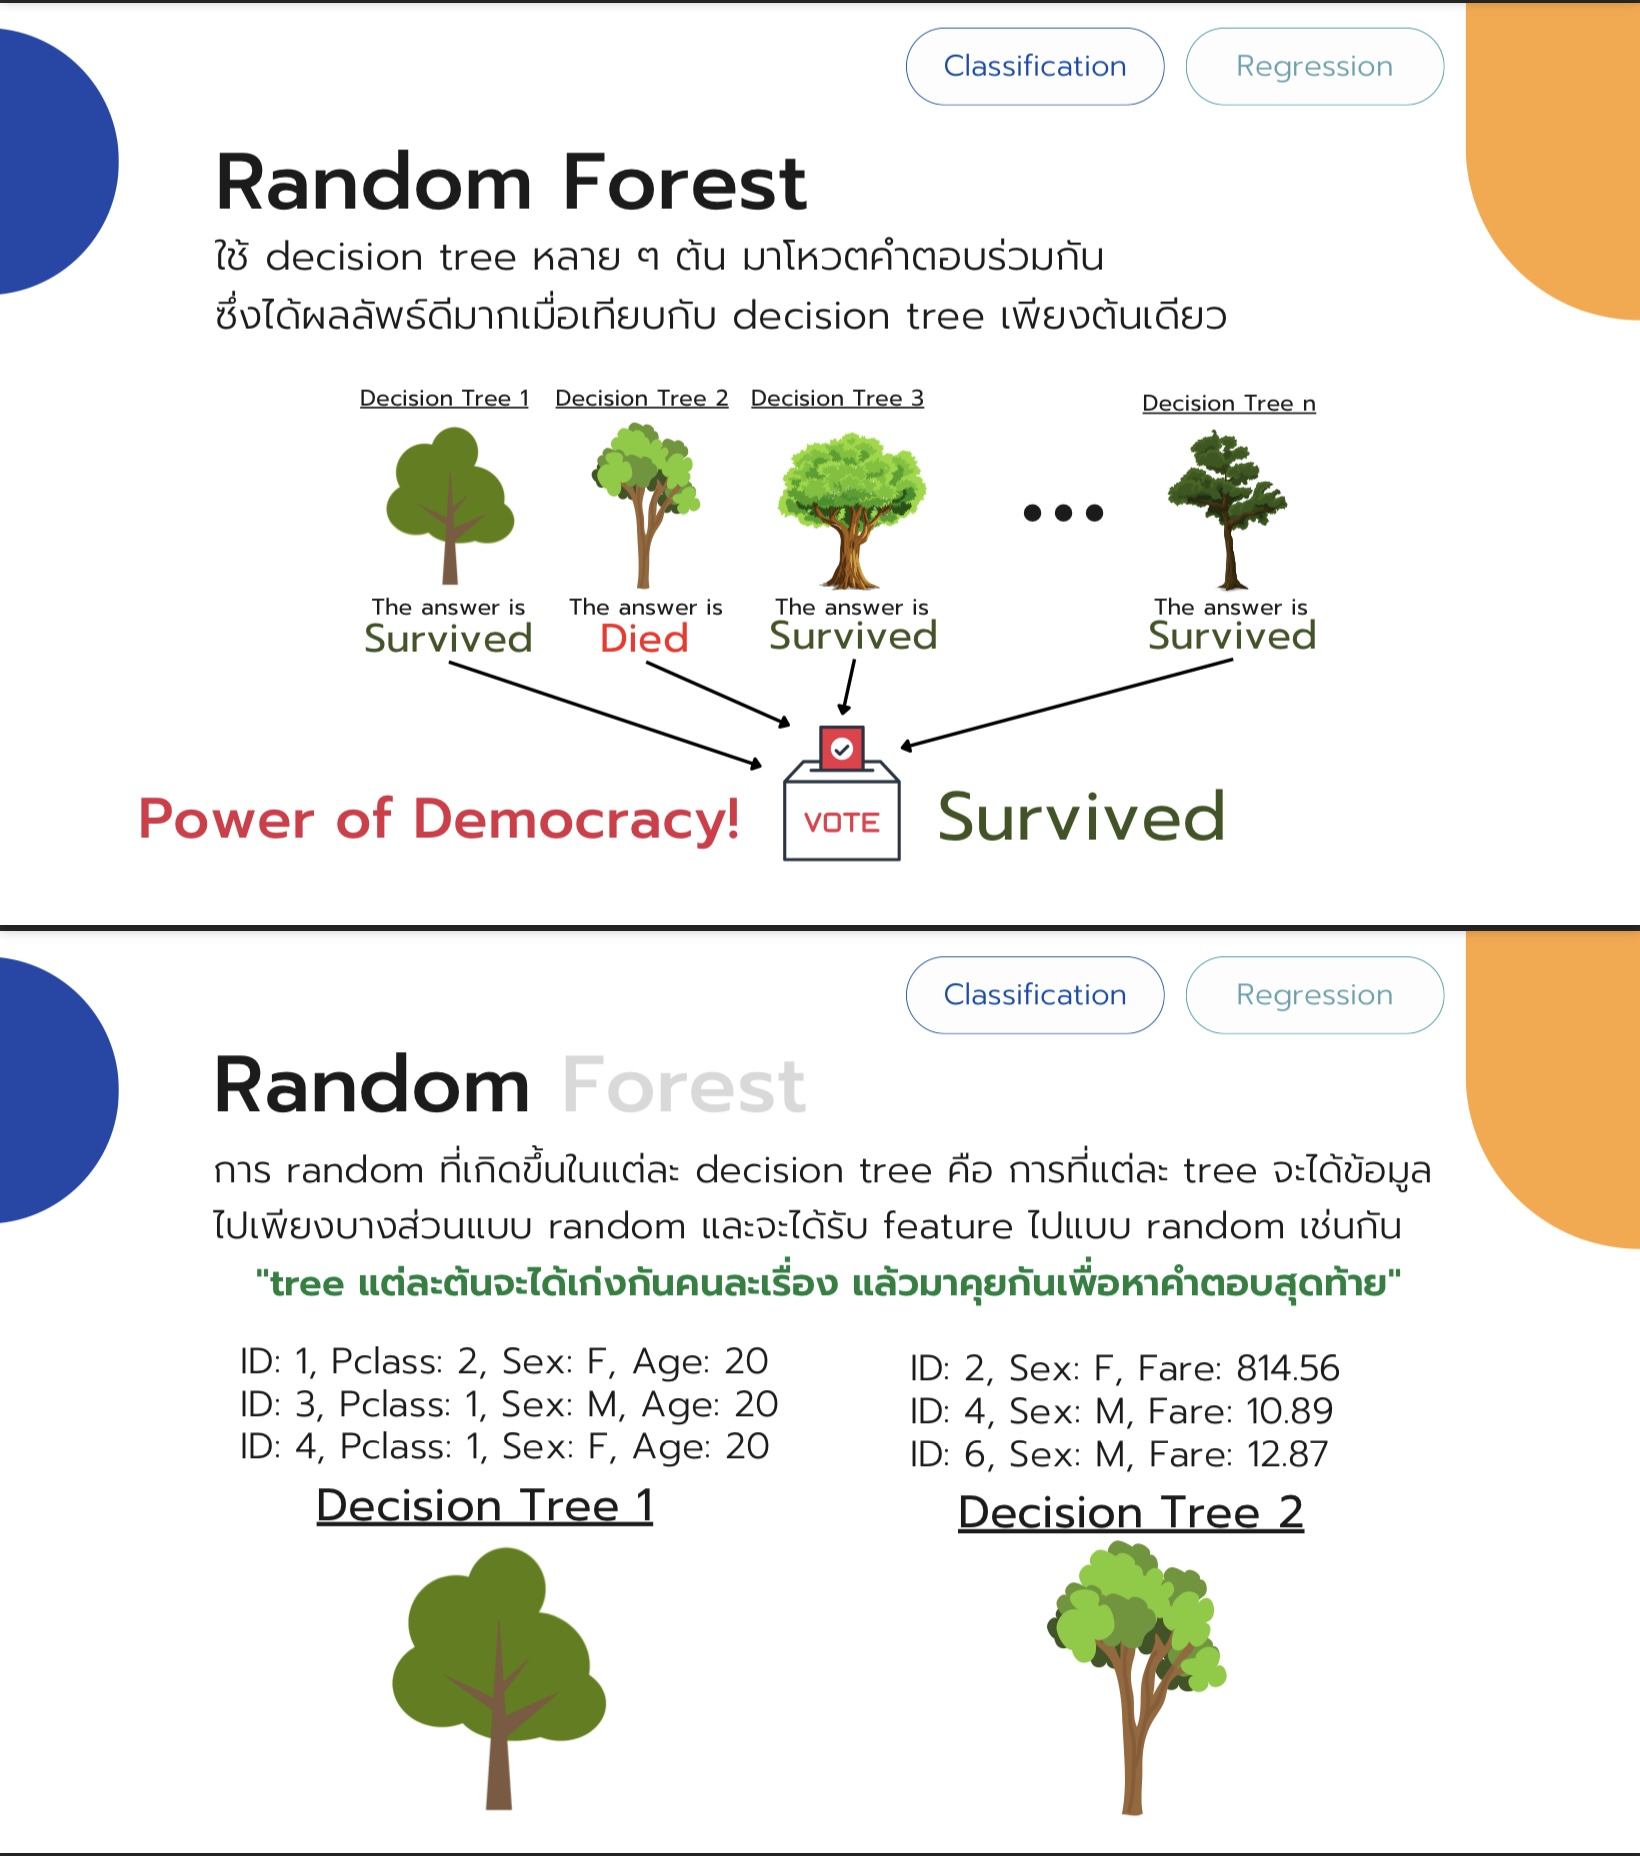 Classification
Regression
Random Forest
ใช้ decision tree หลาย ๆ ต้น มาโหวตคำตอบร่วมกัน
ซึ่งได้ผลลัพธ์ดีมากเมื่อเทียบกับ decision tree เพียงต้นเดียว
Decision Tree 1
Decision Tree 2
Decision Tree 3
Decision Tree n
The answer is
Survived
The answer is
Died
The answer is
Survived
The answer is
Survived
Power of Democracy!
VOTE
Survived
Classification
Regression
Random Forest
การ random ที่เกิดขึ้นในแต่ละ decision tree คือ การที่แต่ละ tree จะได้ข้อมูล
ไปเพียงบางส่วนแบบ random และจะได้รับ feature ไปแบบ random เช่นกัน
"tree แต่ละต้นจะได้เก่งกันคนละเรื่อง แล้วมาคุยกันเพื่อหาคำตอบสุดท้าย"
ID: 1, Pclass: 2, Sex: F, Age: 20
ID: 3, Pclass: 1, Sex: M, Age: 20
ID: 4, Pclass: 1, Sex: F, Age: 20
Decision Tree 1
ID: 2, Sex: F, Fare: 814.56
ID: 4, Sex: M, Fare: 10.89
ID: 6, Sex: M, Fare: 12.87
Decision Tree 2